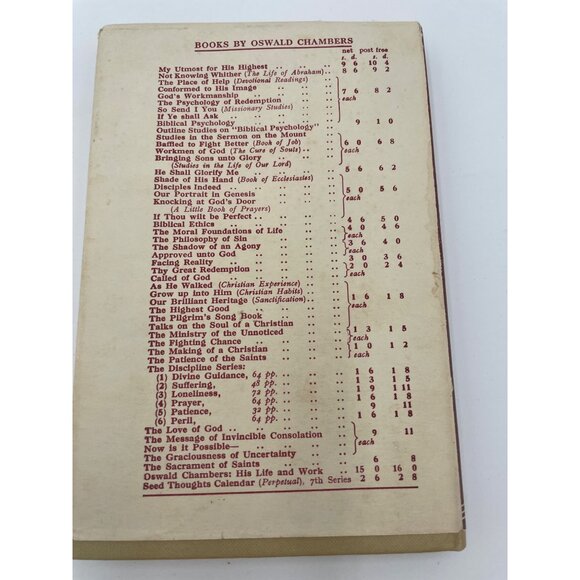 BOOKS BY OSWALD CHAMBERS
net post free
s. d. s. d.
My Utmost for His Highest .. .. .. .. 9 6 10 4
Not Knowing Whither (The Life of Abraham).. .. 8 6 9 2
The Place of Help (Devotional Readings)
Conformed to His Image
God's Workmanship 7 6 8 2
The Psychology of Redemption each
So Send I You (Missionary Studies)
If Ye shall Ask
Biblical Psychology 9 1 0
Outline Studies on "Biblical Psychology"
Studies in the Sermon on the Mount
Baffled to Fight Better (Book of Job) 6 0 6 8
Workmen of God (The Cure of Souls) each
Bringing Sons unto Glory
(Studies in the Life of Our Lord)
He Shall Glorify Me 5 6 6 2
Shade of His Hand (Book of Ecclesiastes) each
Disciples Indeed
Our Portrait in Genesis 5 0 5 6
Knocking at God's Door each
(A Little Book of Prayers)
If Thou wilt be Perfect 4 6 5 0
Biblical Ethics 4 0 4 6
The Moral Foundations of Life each
The Philosophy of Sin 3 6 4 0
The Shadow of an Agony each
Approved unto God 3 0 3 6
Facing Reality 2 0 2 4
Thy Great Redemption each
Called of God
As He Walked (Christian Experience)
Grow up into Him (Christian Habits)
Our Brilliant Heritage (Sanctification) 1 6 1 8
The Highest Good each
The Pilgrim's Song Book
Talks on the Soul of a Christian
The Ministry of the Unnoticed 1 3 1 5
The Fighting Chance each
The Making of a Christian 1 0 1 2
The Patience of the Saints each
The Discipline Series:
(1) Divine Guidance, 64 pp. 1 6 1 8
(2) Suffering, 48 pp. 1 3 1 5
(3) Loneliness, 72 pp. 1 9 1 11
(4) Prayer, 64 pp. 1 6 1 8
(5) Patience, 32 pp. 9 11
(6) Peril, 64 pp. 1 6 1 8
The Love of God
The Message of Invincible Consolation 9 11
Now is it Possible— each
The Graciousness of Uncertainty
The Sacrament of Saints 6 8
Oswald Chambers: His Life and Work 15 0 16 0
Seed Thoughts Calendar (Perpetual), 7th Series 2 6 2 8